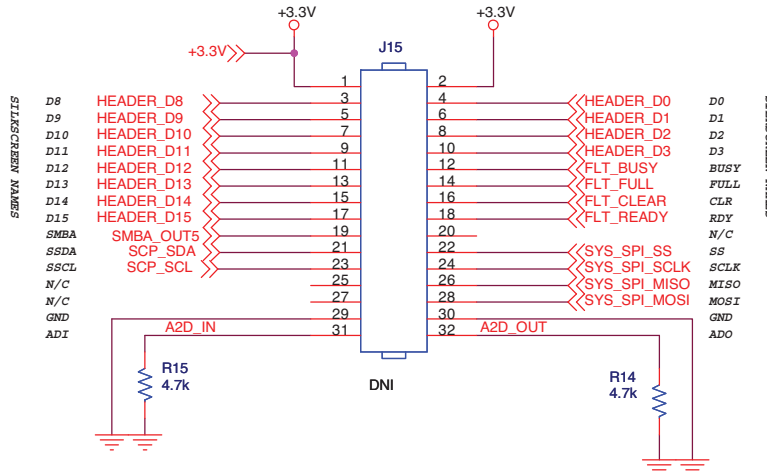 +3.3V
+3.3V
+3.3V
J15
1 2
D8 HEADER_D8 3 4 HEADER_D0 D0
D9 HEADER_D9 5 6 HEADER_D1 D1
D10 HEADER_D10 7 8 HEADER_D2 D2
D11 HEADER_D11 9 10 HEADER_D3 D3
D12 HEADER_D12 11 12 FLT_BUSY BUSY
D13 HEADER_D13 13 14 FLT_FULL FULL
D14 HEADER_D14 15 16 FLT_CLEAR CLR
D15 HEADER_D15 17 18 FLT_READY RDY
SMBA SMBA_OUT5 19 20 N/C
SSDA SCP_SDA 21 22 SYS_SPI_SS SS
SSCL SCP_SCL 23 24 SYS_SPI_SCLK SCLK
N/C 25 26 SYS_SPI_MISO MISO
N/C 27 28 SYS_SPI_MOSI MOSI
GND 29 30 GND
ADI A2D_IN 31 32 A2D_OUT ADO
SILKSCREEN NAMES
R15
4.7k
DNI
R14
4.7k